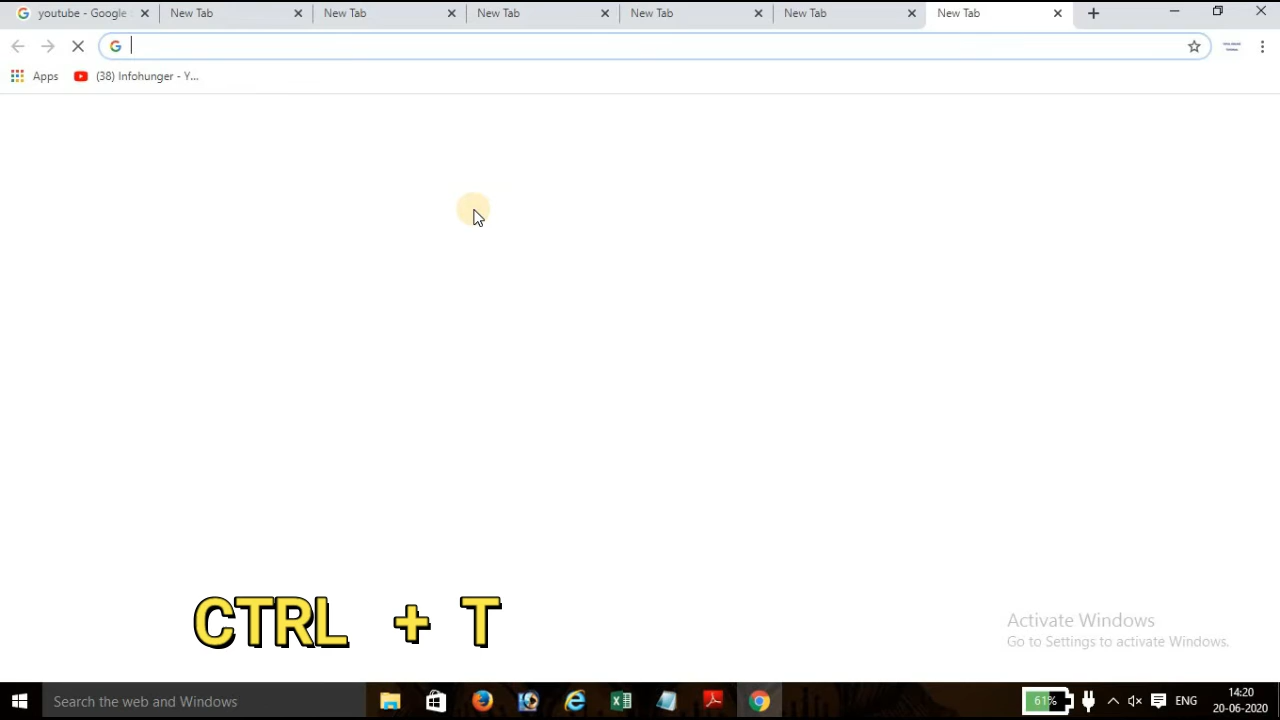 youtube - Google
New Tab
New Tab
New Tab
New Tab
New Tab
New Tab
Apps
(38) Infohunger - Y...
CTRL + T
Activate Windows
Go to Settings to activate Windows.
Search the web and Windows
61%
ENG
14:20
20-06-2020